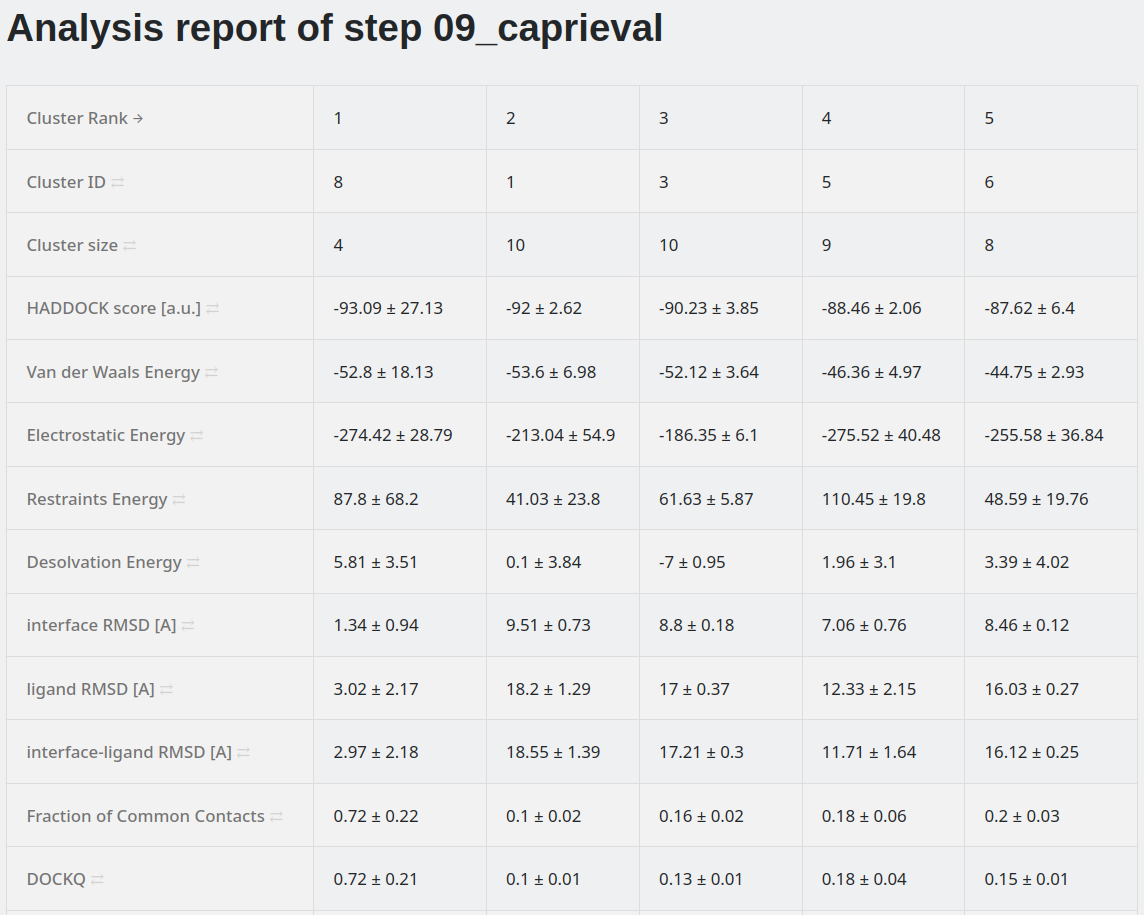 Analysis report of step 09_caprieval
Cluster Rank → 1 2 3 4 5
Cluster ID ⇄ 8 1 3 5 6
Cluster size ⇄ 4 10 10 9 8
HADDOCK score [a.u.] ⇄ -93.09 ± 27.13 -92 ± 2.62 -90.23 ± 3.85 -88.46 ± 2.06 -87.62 ± 6.4
Van der Waals Energy ⇄ -52.8 ± 18.13 -53.6 ± 6.98 -52.12 ± 3.64 -46.36 ± 4.97 -44.75 ± 2.93
Electrostatic Energy ⇄ -274.42 ± 28.79 -213.04 ± 54.9 -186.35 ± 6.1 -275.52 ± 40.48 -255.58 ± 36.84
Restraints Energy ⇄ 87.8 ± 68.2 41.03 ± 23.8 61.63 ± 5.87 110.45 ± 19.8 48.59 ± 19.76
Desolvation Energy ⇄ 5.81 ± 3.51 0.1 ± 3.84 -7 ± 0.95 1.96 ± 3.1 3.39 ± 4.02
interface RMSD [A] ⇄ 1.34 ± 0.94 9.51 ± 0.73 8.8 ± 0.18 7.06 ± 0.76 8.46 ± 0.12
ligand RMSD [A] ⇄ 3.02 ± 2.17 18.2 ± 1.29 17 ± 0.37 12.33 ± 2.15 16.03 ± 0.27
interface-ligand RMSD [A] ⇄ 2.97 ± 2.18 18.55 ± 1.39 17.21 ± 0.3 11.71 ± 1.64 16.12 ± 0.25
Fraction of Common Contacts ⇄ 0.72 ± 0.22 0.1 ± 0.02 0.16 ± 0.02 0.18 ± 0.06 0.2 ± 0.03
DOCKQ ⇄ 0.72 ± 0.21 0.1 ± 0.01 0.13 ± 0.01 0.18 ± 0.04 0.15 ± 0.01